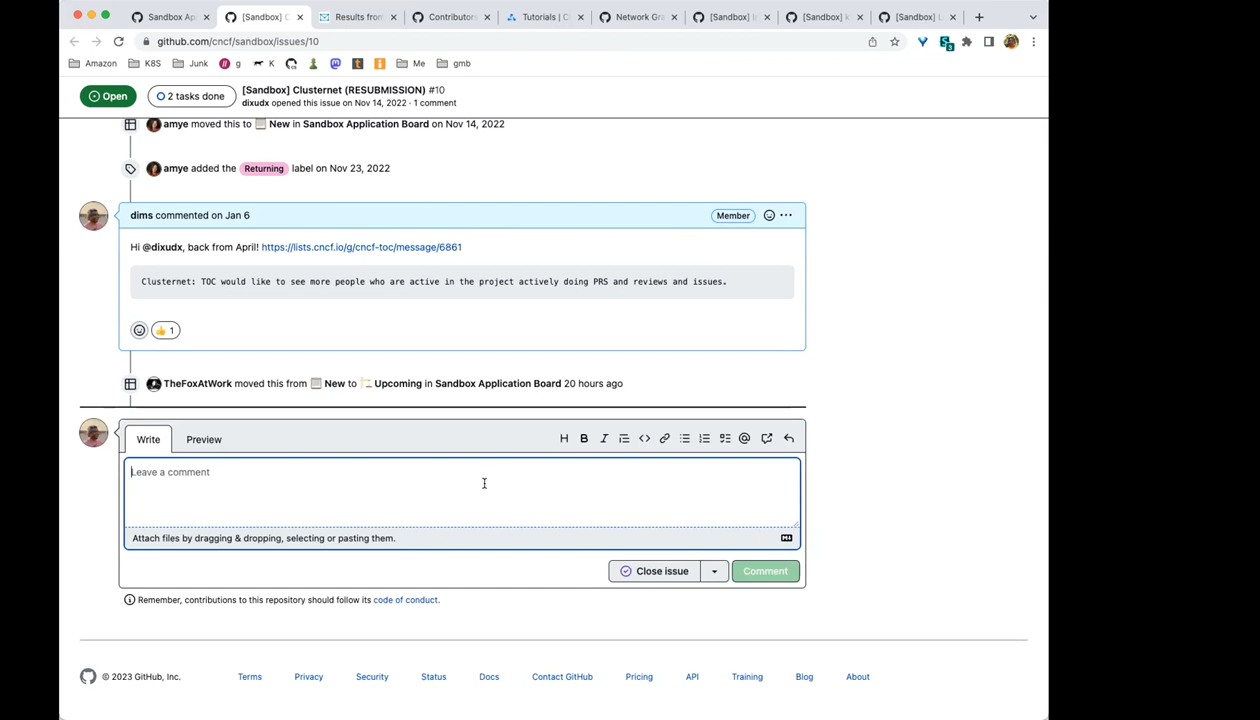 Sandbox Ap
[Sandbox] C
Results from
Contributors
Tutorials | C
Network Gra
[Sandbox] I
[Sandbox] k
[Sandbox] L
github.com/cncf/sandbox/issues/10
Amazon
K8S
Junk
g
K
Me
gmb
Open
2 tasks done
[Sandbox] Clusternet (RESUBMISSION) #10
dixudx opened this issue on Nov 14, 2022 · 1 comment
amye moved this to New in Sandbox Application Board on Nov 14, 2022
amye added the Returning label on Nov 23, 2022
dims commented on Jan 6
Member
Hi @dixudx, back from April! https://lists.cncf.io/g/cncf-toc/message/6861
Clusternet: TOC would like to see more people who are active in the project actively doing PRS and reviews and issues.
1
TheFoxAtWork moved this from New to Upcoming in Sandbox Application Board 20 hours ago
Write
Preview
Leave a comment
Attach files by dragging & dropping, selecting or pasting them.
Close issue
Comment
Remember, contributions to this repository should follow its code of conduct.
© 2023 GitHub, Inc.
Terms
Privacy
Security
Status
Docs
Contact GitHub
Pricing
API
Training
Blog
About